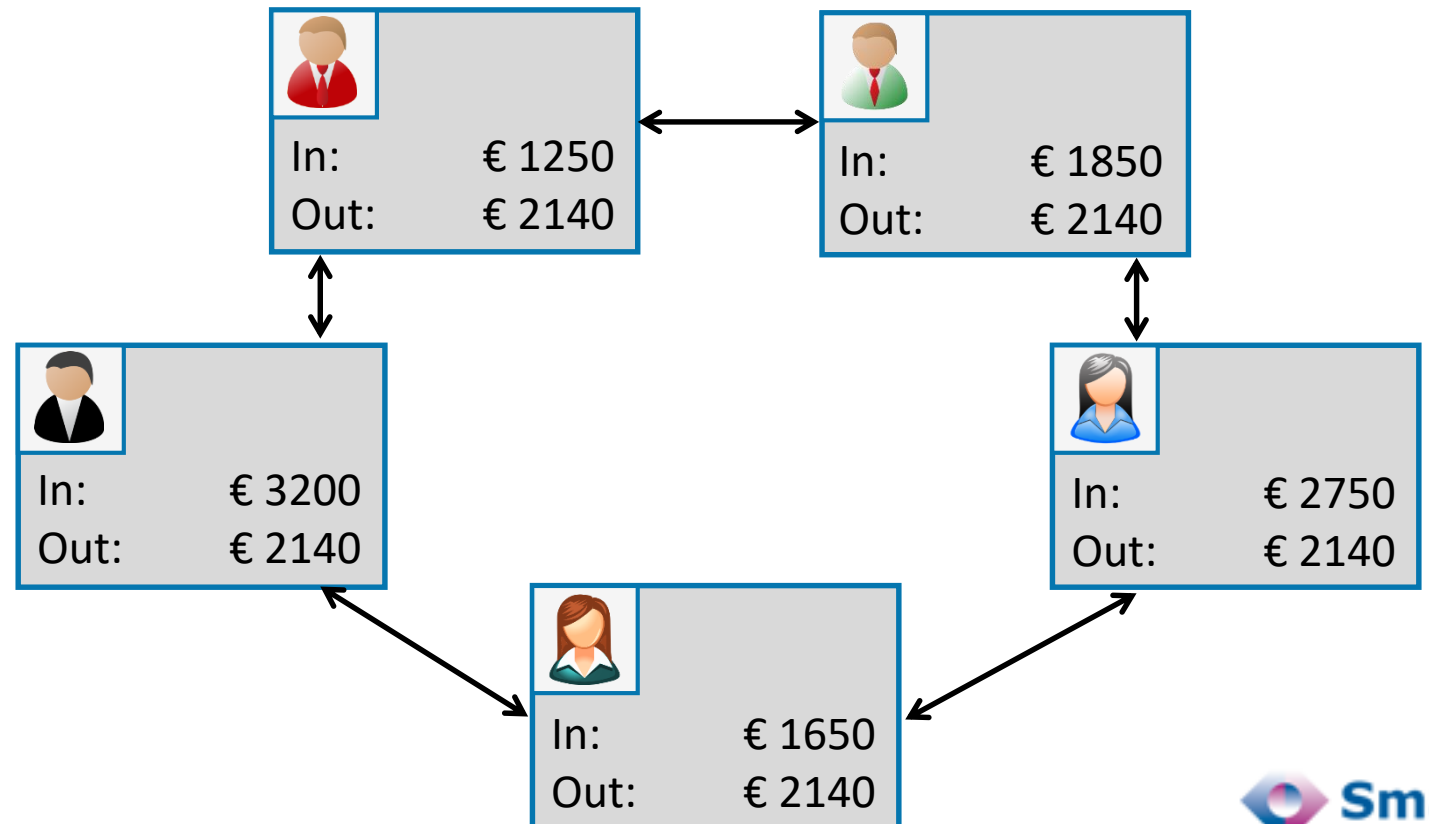 In: € 1250
Out: € 2140
In: € 1850
Out: € 2140
In: € 3200
Out: € 2140
In: € 2750
Out: € 2140
In: € 1650
Out: € 2140
Sm